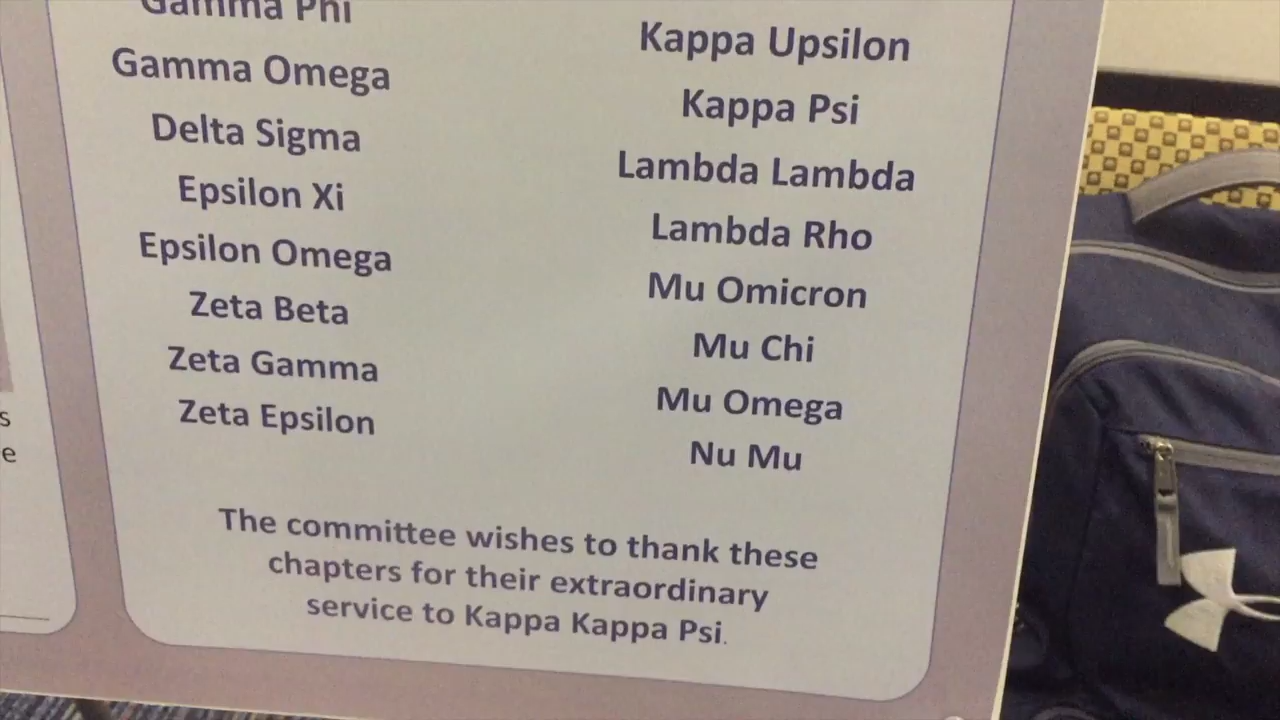 Gamma Phi
Gamma Omega
Delta Sigma
Epsilon Xi
Epsilon Omega
Zeta Beta
Zeta Gamma
Zeta Epsilon
Kappa Upsilon
Kappa Psi
Lambda Lambda
Lambda Rho
Mu Omicron
Mu Chi
Mu Omega
Nu Mu
The committee wishes to thank these
chapters for their extraordinary
service to Kappa Kappa Psi.